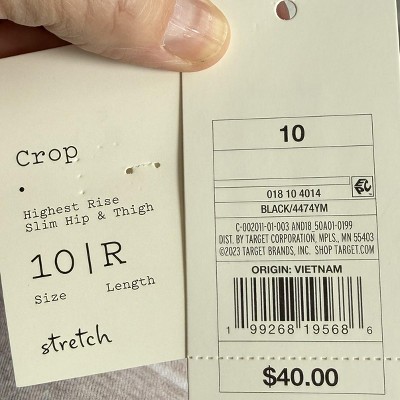 Crop
Highest Rise
Slim Hip & Thigh
10|R
Size Length
stretch
10
018 10 4014
BLACK/4474YM
C-002011-01-003 AND18_50A01-0199
DIST. BY TARGET CORPORATION, MPLS., MN 55403
©2023 TARGET BRANDS, INC. SHOP TARGET.COM
ORIGIN: VIETNAM
1 99268 19568 6
$40.00